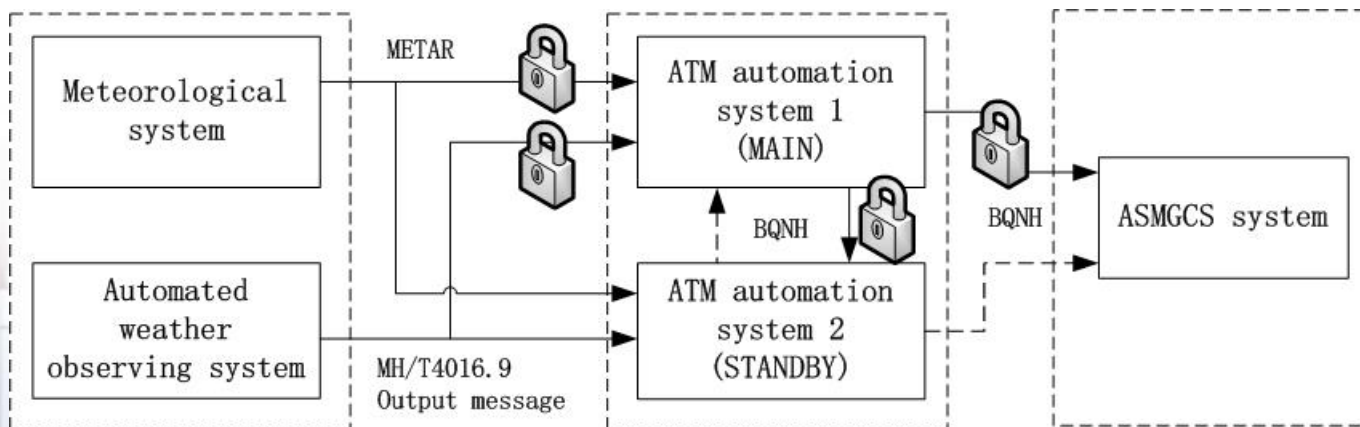 Meteorological
system
METAR
ATM automation
system 1
(MAIN)
BQNH
BQNH
ASMGCS system
Automated
weather
observing system
MH/T4016.9
Output message
ATM automation
system 2
(STANDBY)